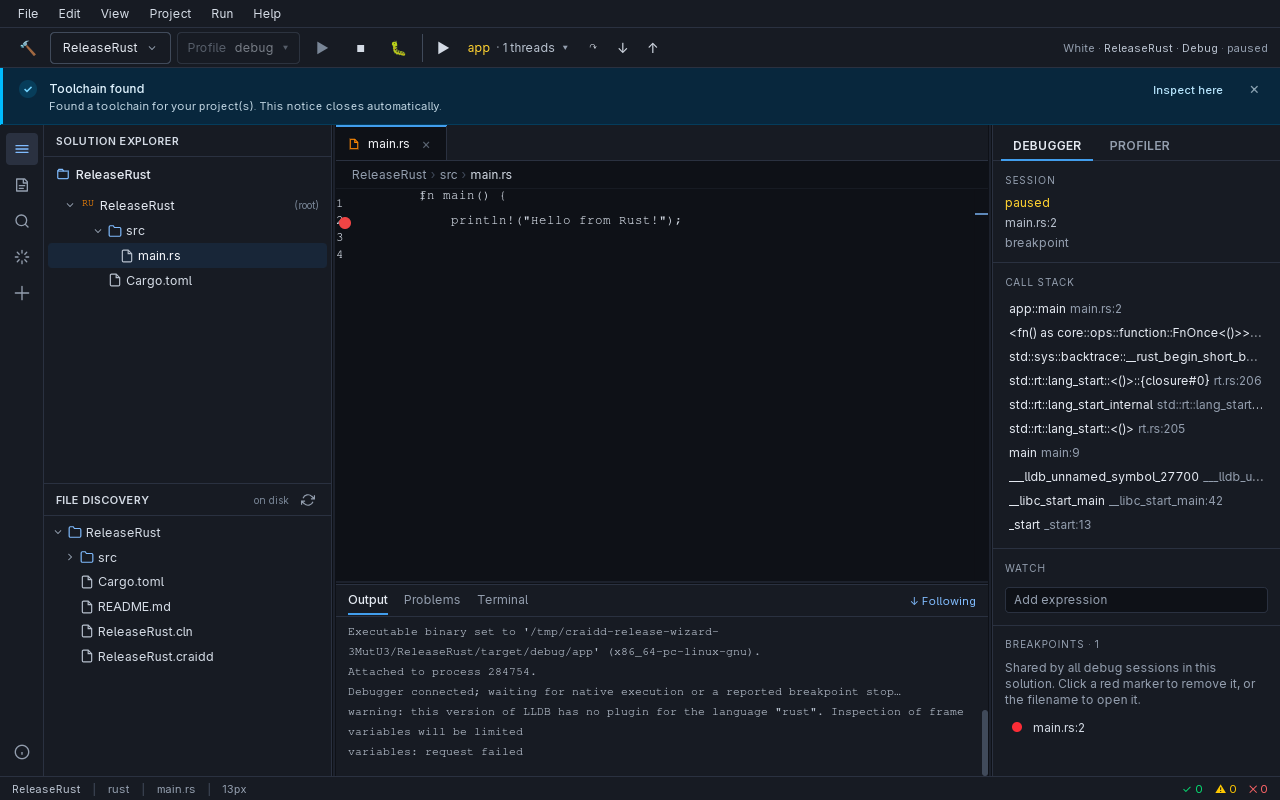 File Edit View Project Run Help
ReleaseRust Profile debug app · 1 threads White · ReleaseRust · Debug · paused
Toolchain found
Found a toolchain for your project(s). This notice closes automatically.
Inspect here
SOLUTION EXPLORER
ReleaseRust
RU ReleaseRust (root)
src
main.rs
Cargo.toml
FILE DISCOVERY on disk
ReleaseRust
src
Cargo.toml
README.md
ReleaseRust.cln
ReleaseRust.craidd
main.rs ×
ReleaseRust › src › main.rs
1 fn main() {
2 println!("Hello from Rust!");
3
4
Output Problems Terminal ↓ Following
Executable binary set to '/tmp/craidd-release-wizard-
3MutU3/ReleaseRust/target/debug/app' (x86_64-pc-linux-gnu).
Attached to process 284754.
Debugger connected; waiting for native execution or a reported breakpoint stop…
warning: this version of LLDB has no plugin for the language "rust". Inspection of frame
variables will be limited
variables: request failed
DEBUGGER PROFILER
SESSION
paused
main.rs:2
breakpoint
CALL STACK
app::main main.rs:2
<fn() as core::ops::function::FnOnce<()>>…
std::sys::backtrace::__rust_begin_short_b…
std::rt::lang_start::<()>::{closure#0} rt.rs:206
std::rt::lang_start_internal std::rt::lang_start…
std::rt::lang_start::<()> rt.rs:205
main main:9
___lldb_unnamed_symbol_27700 ___lldb_u…
__libc_start_main __libc_start_main:42
_start _start:13
WATCH
Add expression
BREAKPOINTS · 1
Shared by all debug sessions in this
solution. Click a red marker to remove it, or
the filename to open it.
main.rs:2
ReleaseRust rust main.rs 13px 0 0 0